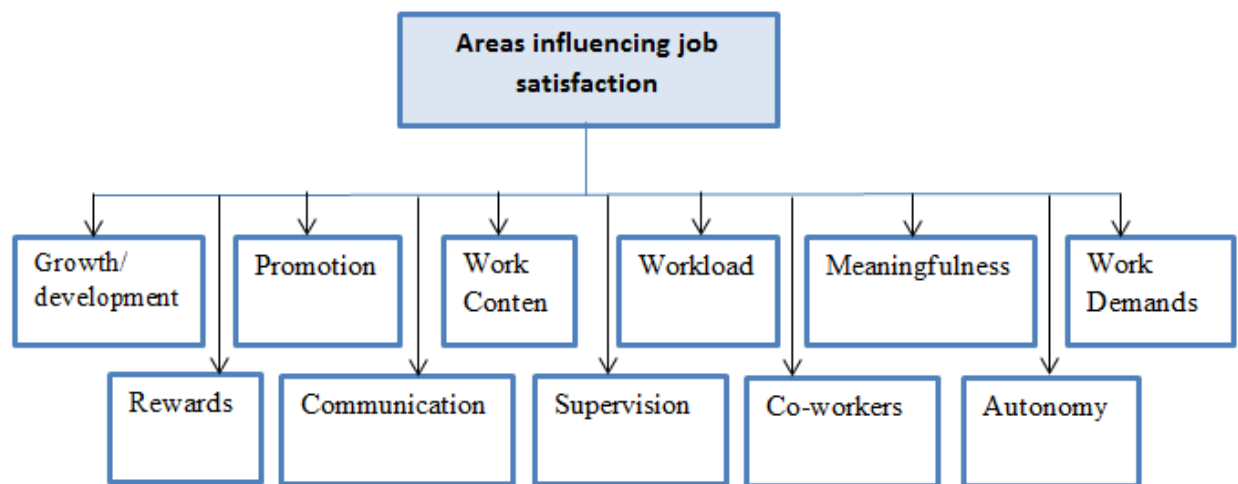 Areas influencing job
satisfaction
Growth/
development
Promotion
Work
Conten
Workload
Meaningfulness
Work
Demands
Rewards
Communication
Supervision
Co-workers
Autonomy